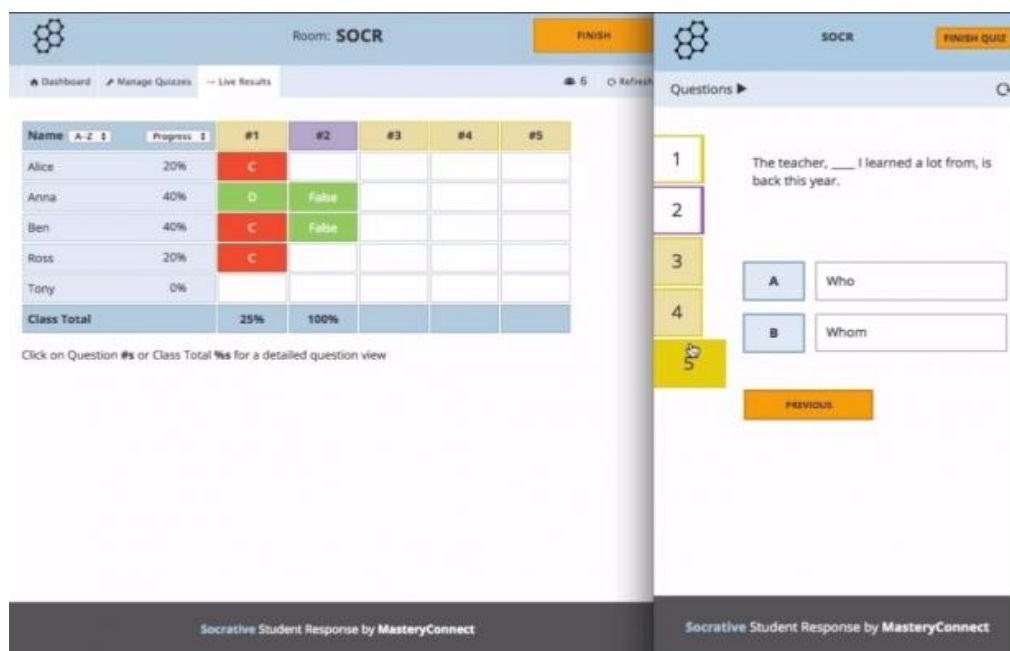 Room: SOCR
FINISH
Dashboard Manage Quizzes Live Results 6 Refresh
Name A-Z Progress #1 #2 #3 #4 #5
Alice 20% C
Anna 40% D False
Ben 40% C False
Ross 20% C
Tony 0%
Class Total 25% 100%
Click on Question #s or Class Total %s for a detailed question view
Socrative Student Response by MasteryConnect
SOCR
FINISH QUIZ
Questions
1
2
3
4
5
The teacher, ____ I learned a lot from, is
back this year.
A Who
B Whom
PREVIOUS
Socrative Student Response by MasteryConnect